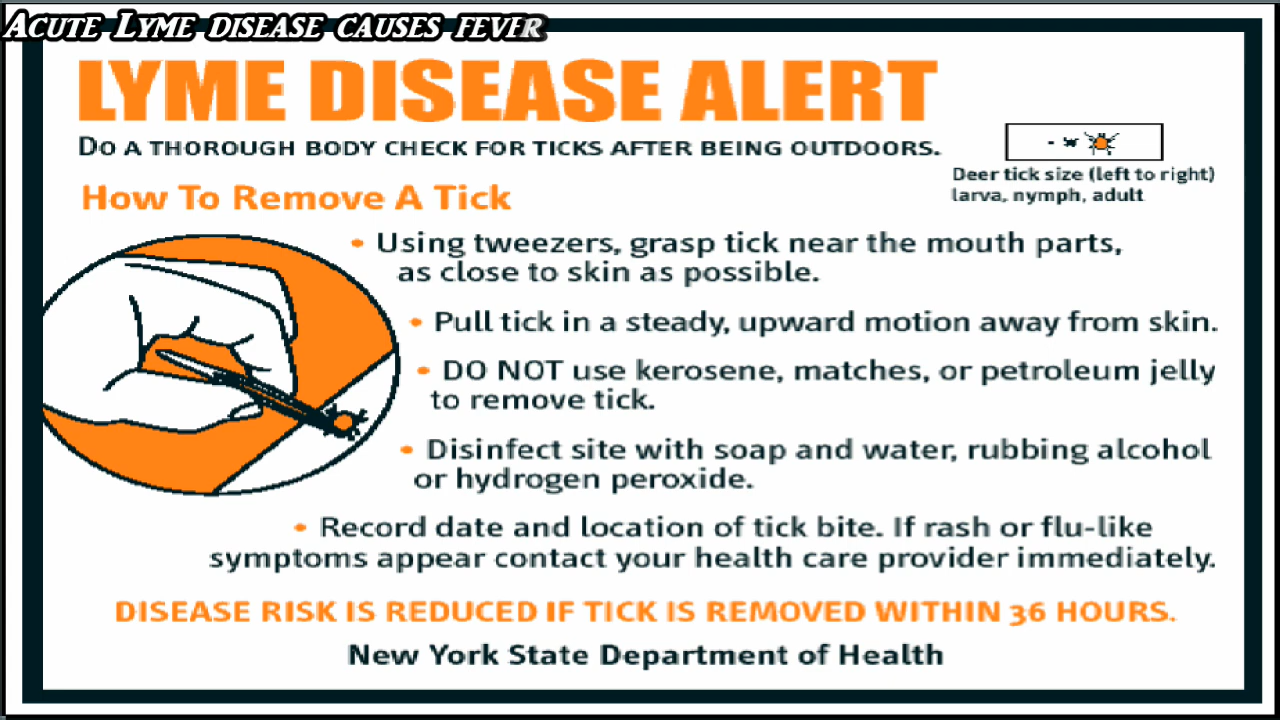 Acute Lyme disease causes fever
LYME DISEASE ALERT
Do a thorough body check for ticks after being outdoors.
Deer tick size (left to right)
larva, nymph, adult
How To Remove A Tick
• Using tweezers, grasp tick near the mouth parts,
as close to skin as possible.
• Pull tick in a steady, upward motion away from skin.
• DO NOT use kerosene, matches, or petroleum jelly
to remove tick.
• Disinfect site with soap and water, rubbing alcohol
or hydrogen peroxide.
• Record date and location of tick bite. If rash or flu-like
symptoms appear contact your health care provider immediately.
DISEASE RISK IS REDUCED IF TICK IS REMOVED WITHIN 36 HOURS.
New York State Department of Health